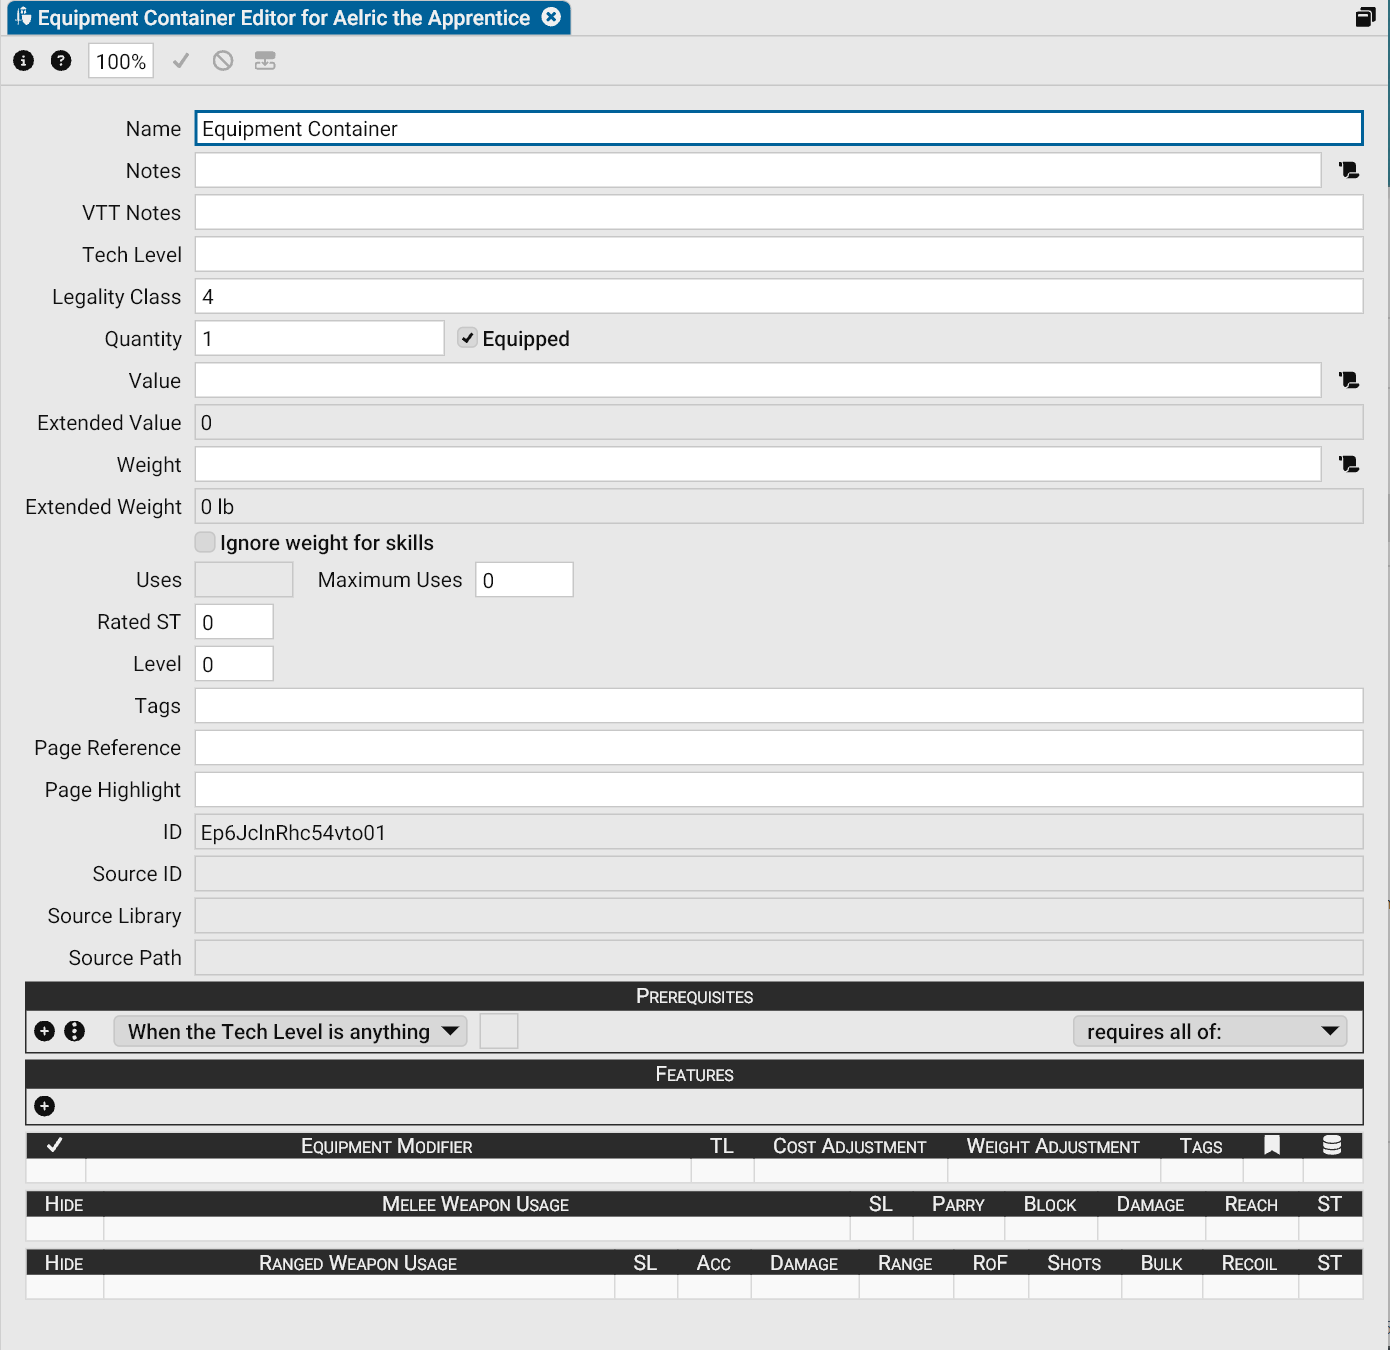 Equipment Container Editor for Aelric the Apprentice
100%
Name Equipment Container
Notes
VTT Notes
Tech Level
Legality Class 4
Quantity 1 Equipped
Value
Extended Value 0
Weight
Extended Weight 0 lb
Ignore weight for skills
Uses Maximum Uses 0
Rated ST 0
Level 0
Tags
Page Reference
Page Highlight
ID Ep6JclnRhc54vto01
Source ID
Source Library
Source Path
Prerequisites
When the Tech Level is anything requires all of:
Features
Equipment Modifier TL Cost Adjustment Weight Adjustment Tags
Hide Melee Weapon Usage SL Parry Block Damage Reach ST
Hide Ranged Weapon Usage SL Acc Damage Range RoF Shots Bulk Recoil ST